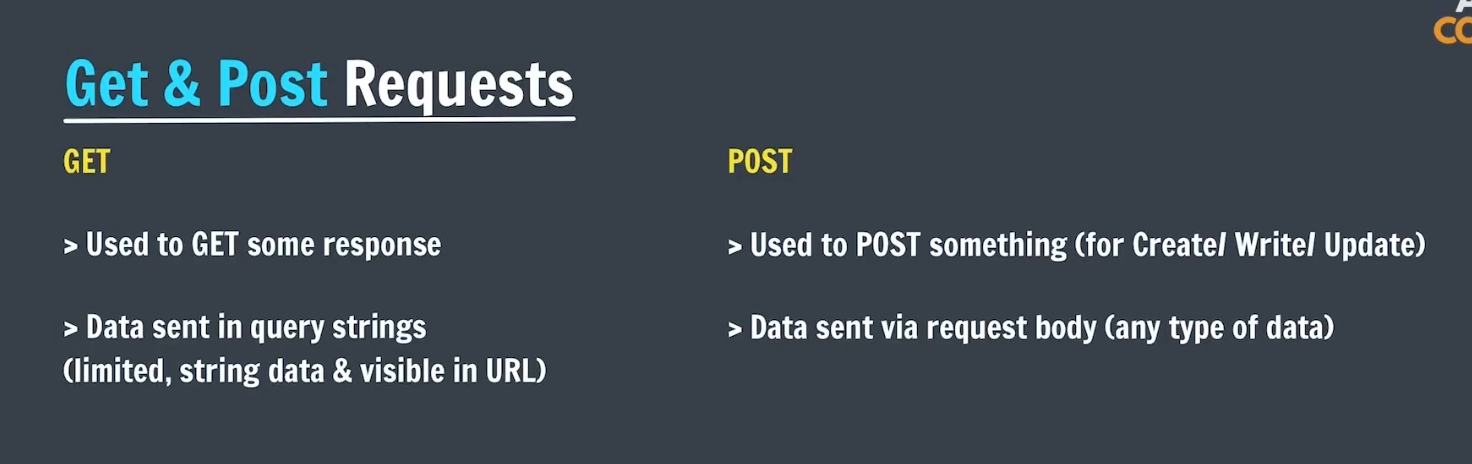 Get & Post Requests
GET
> Used to GET some response
> Data sent in query strings
(limited, string data & visible in URL)
POST
> Used to POST something (for Create/ Write/ Update)
> Data sent via request body (any type of data)